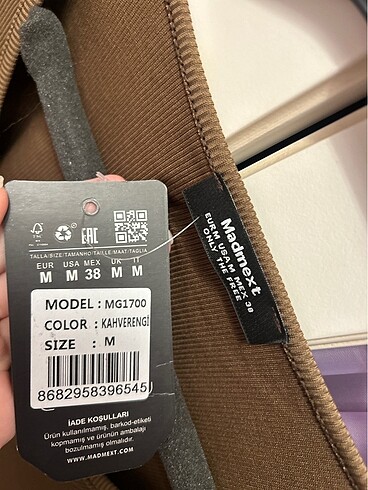 EAC
TALLA/SIZE/TAMANHO/TAILLE/MAAT/TAGLIA
EUR USA MEX UK IT
M M 38 M M
MODEL : MG1700
COLOR : KAHVERENGİ
SIZE : M
8682958396545
İADE KOŞULLARI
Ürün kullanılmamış, barkod-etiketi
kopmamış ve ürünün ambalajı
bozulmamış olmalıdır.
WWW.MADMEXT.COM
Madmext
EURM USAM MEX 38
ONLY THE FREE